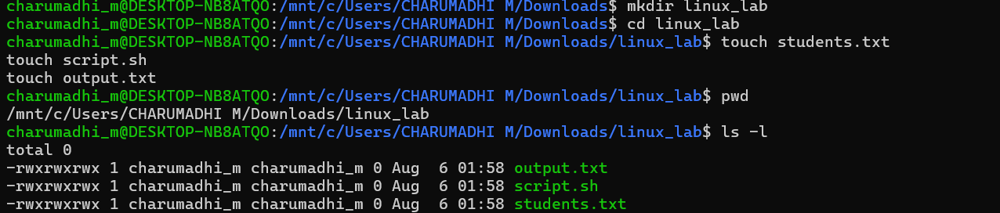 charumadhi_m@DESKTOP-NB8ATQO:/mnt/c/Users/CHARUMADHI M/Downloads$ mkdir linux_lab
charumadhi_m@DESKTOP-NB8ATQO:/mnt/c/Users/CHARUMADHI M/Downloads$ cd linux_lab
charumadhi_m@DESKTOP-NB8ATQO:/mnt/c/Users/CHARUMADHI M/Downloads/linux_lab$ touch students.txt
touch script.sh
touch output.txt
charumadhi_m@DESKTOP-NB8ATQO:/mnt/c/Users/CHARUMADHI M/Downloads/linux_lab$ pwd
/mnt/c/Users/CHARUMADHI M/Downloads/linux_lab
charumadhi_m@DESKTOP-NB8ATQO:/mnt/c/Users/CHARUMADHI M/Downloads/linux_lab$ ls -l
total 0
-rwxrwxrwx 1 charumadhi_m charumadhi_m 0 Aug  6 01:58 output.txt
-rwxrwxrwx 1 charumadhi_m charumadhi_m 0 Aug  6 01:58 script.sh
-rwxrwxrwx 1 charumadhi_m charumadhi_m 0 Aug  6 01:58 students.txt